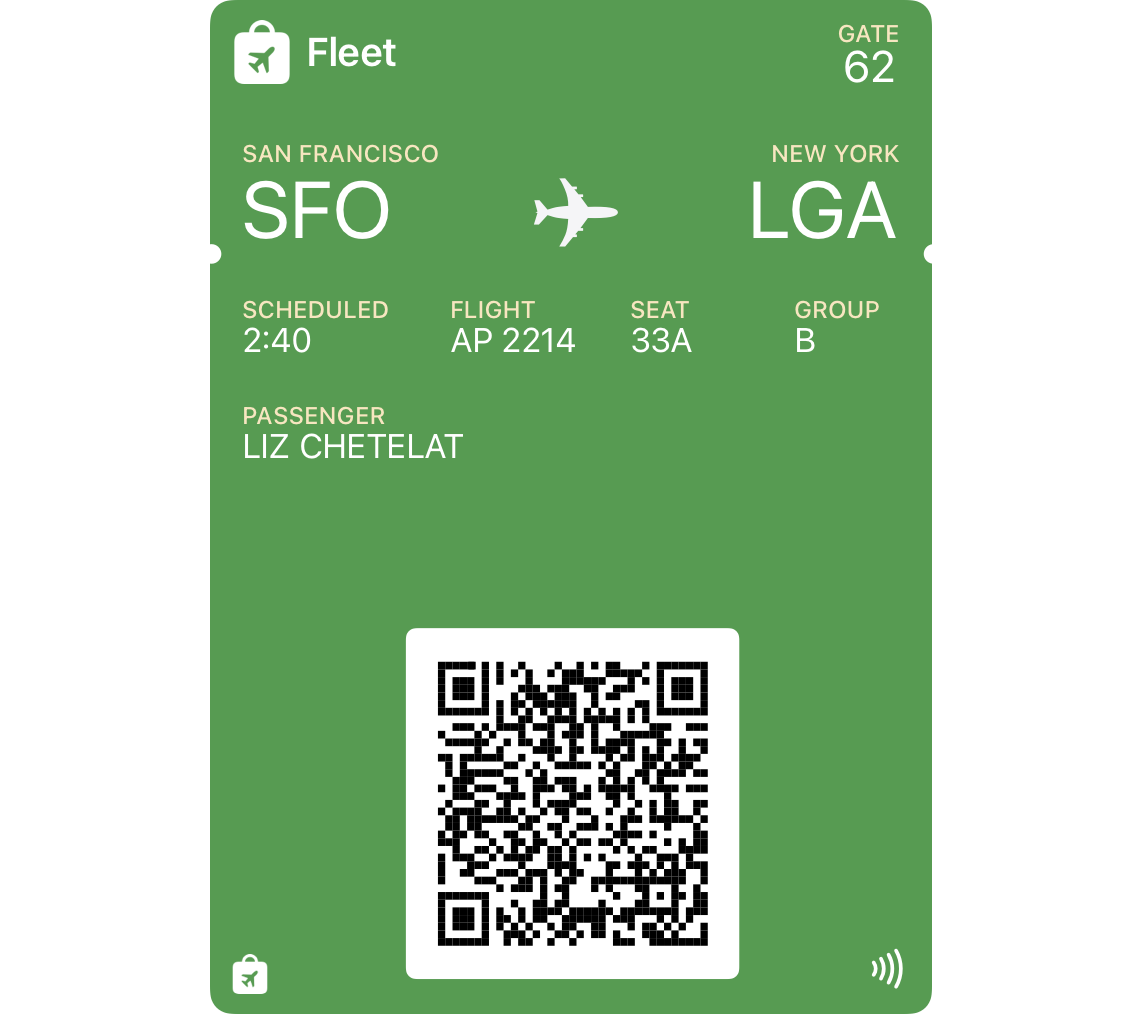 Fleet
GATE
62
SAN FRANCISCO
NEW YORK
SFO
LGA
SCHEDULED
FLIGHT
SEAT
GROUP
2:40
AP 2214
33A
B
PASSENGER
LIZ CHETELAT